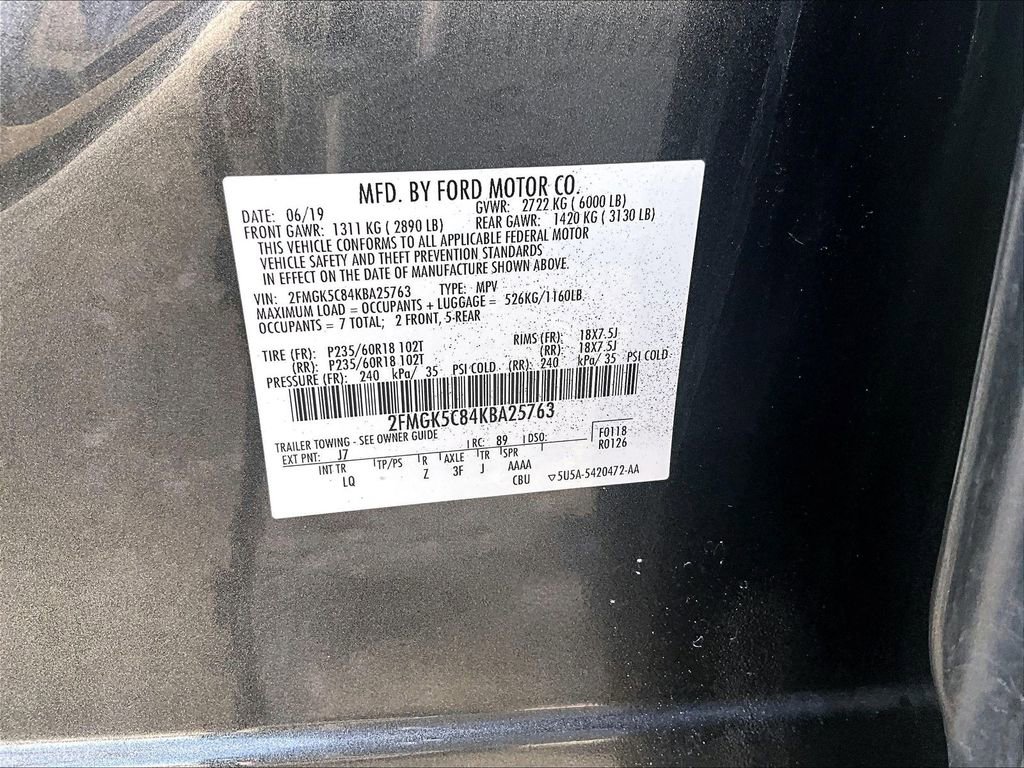 MFD. BY FORD MOTOR CO.
DATE: 06/19 GVWR: 2722 KG ( 6000 LB)
FRONT GAWR: 1311 KG ( 2890 LB) REAR GAWR: 1420 KG ( 3130 LB)
THIS VEHICLE CONFORMS TO ALL APPLICABLE FEDERAL MOTOR
VEHICLE SAFETY AND THEFT PREVENTION STANDARDS
IN EFFECT ON THE DATE OF MANUFACTURE SHOWN ABOVE.
VIN: 2FMGK5C84KBA25763 TYPE: MPV
MAXIMUM LOAD = OCCUPANTS + LUGGAGE = 526KG/1160LB
OCCUPANTS = 7 TOTAL; 2 FRONT, 5-REAR
TIRE (FR): P235/60R18 102T RIMS (FR): 18X7.5J
(RR): P235/60R18 102T (RR): 18X7.5J
PRESSURE (FR): 240 kPa/ 35 PSI COLD (RR): 240 kPa/ 35 PSI COLD
2FMGK5C84KBA25763
TRAILER TOWING - SEE OWNER GUIDE RC: 89 DSO: F0118
EXT PNT: J7 R0126
INT TR TP/PS R AXLE TR SPR
LQ Z 3F J AAAA
CBU 5U5A-5420472-AA